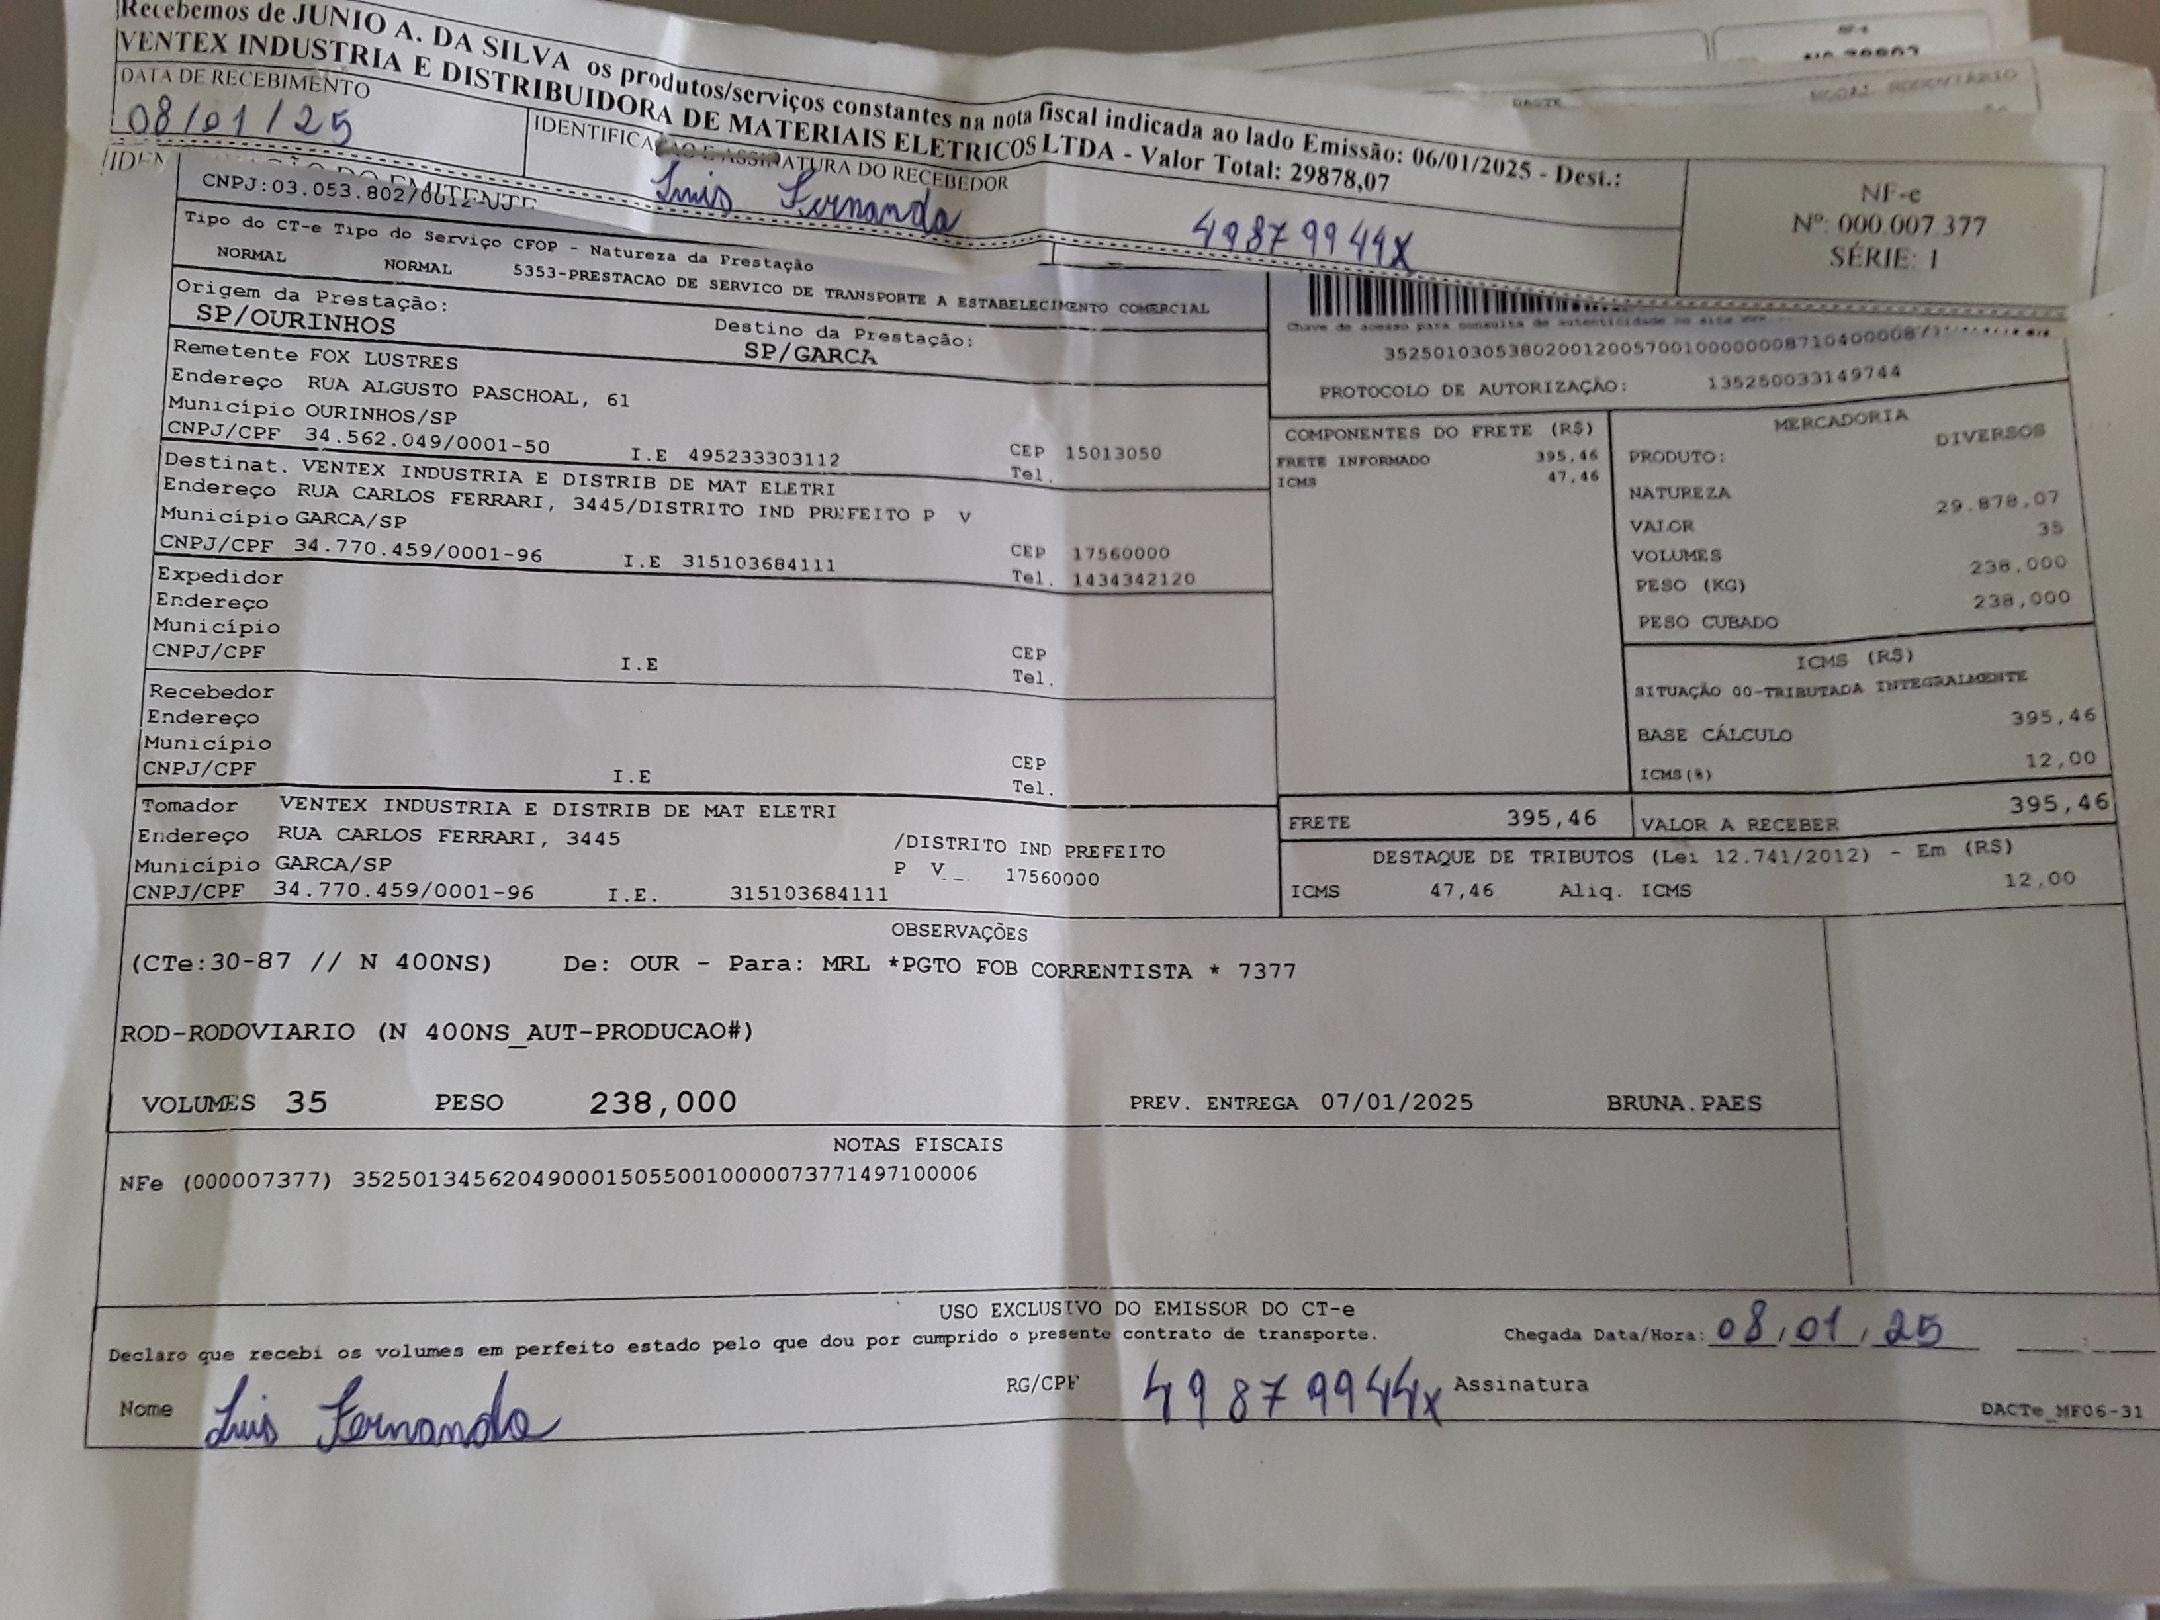 Recebemos de JUNIO A. DA SILVA os produtos/serviços constantes na nota fiscal indicada ao lado Emissão: 06/01/2025 - Dest.:
VENTEX INDUSTRIA E DISTRIBUIDORA DE MATERIAIS ELETRICOS LTDA - Valor Total: 29878,07
DATA DE RECEBIMENTO
08/01/25
IDENTIFICAÇÃO E ASSINATURA DO RECEBEDOR
Luis Fernando 49879944x
NF-e
Nº: 000.007.377
SÉRIE: 1
DACTE
MODAL RODOVIÁRIO
CNPJ:03.053.802/0012-
Tipo do CT-e Tipo do Serviço CFOP - Natureza da Prestação
NORMAL NORMAL 5353-PRESTACAO DE SERVICO DE TRANSPORTE A ESTABELECIMENTO COMERCIAL
Origem da Prestação: Destino da Prestação:
SP/OURINHOS SP/GARCA
Chave de acesso para consulta de autenticidade no site
PROTOCOLO DE AUTORIZAÇÃO: 135250033149744
Remetente FOX LUSTRES
Endereço RUA ALGUSTO PASCHOAL, 61
Município OURINHOS/SP CEP 15013050
CNPJ/CPF 34.562.049/0001-50 I.E 495233303112 Tel.
Destinat. VENTEX INDUSTRIA E DISTRIB DE MAT ELETRI
Endereço RUA CARLOS FERRARI, 3445/DISTRITO IND PREFEITO P V
Município GARCA/SP CEP 17560000
CNPJ/CPF 34.770.459/0001-96 I.E 315103684111 Tel. 1434342120
Expedidor
Endereço
Município CEP
CNPJ/CPF I.E Tel.
Recebedor
Endereço
Município CEP
CNPJ/CPF I.E Tel.
Tomador VENTEX INDUSTRIA E DISTRIB DE MAT ELETRI
Endereço RUA CARLOS FERRARI, 3445 /DISTRITO IND PREFEITO
Município GARCA/SP P V 17560000
CNPJ/CPF 34.770.459/0001-96 I.E. 315103684111
COMPONENTES DO FRETE (R$)
FRETE INFORMADO 395,46
ICMS 47,46
MERCADORIA
PRODUTO: DIVERSOS
NATUREZA
VALOR 29.878,07
VOLUMES 35
PESO (KG) 238,000
PESO CUBADO 238,000
ICMS (R$)
SITUAÇÃO 00-TRIBUTADA INTEGRALMENTE
BASE CÁLCULO 395,46
ICMS(%) 12,00
FRETE 395,46 VALOR A RECEBER 395,46
DESTAQUE DE TRIBUTOS (Lei 12.741/2012) - Em (R$)
ICMS 47,46 Aliq. ICMS 12,00
OBSERVAÇÕES
(CTe:30-87 // N 400NS) De: OUR - Para: MRL *PGTO FOB CORRENTISTA * 7377
ROD-RODOVIARIO (N 400NS_AUT-PRODUCAO#)
VOLUMES 35 PESO 238,000 PREV. ENTREGA 07/01/2025 BRUNA.PAES
NOTAS FISCAIS
NFe (000007377) 35250134562049000150550010000073771497100006
USO EXCLUSIVO DO EMISSOR DO CT-e
Declaro que recebi os volumes em perfeito estado pelo que dou por cumprido o presente contrato de transporte. Chegada Data/Hora: 08/01/25 __:__
Nome Luis Fernando RG/CPF 49879944x Assinatura
DACTe_MF06-31